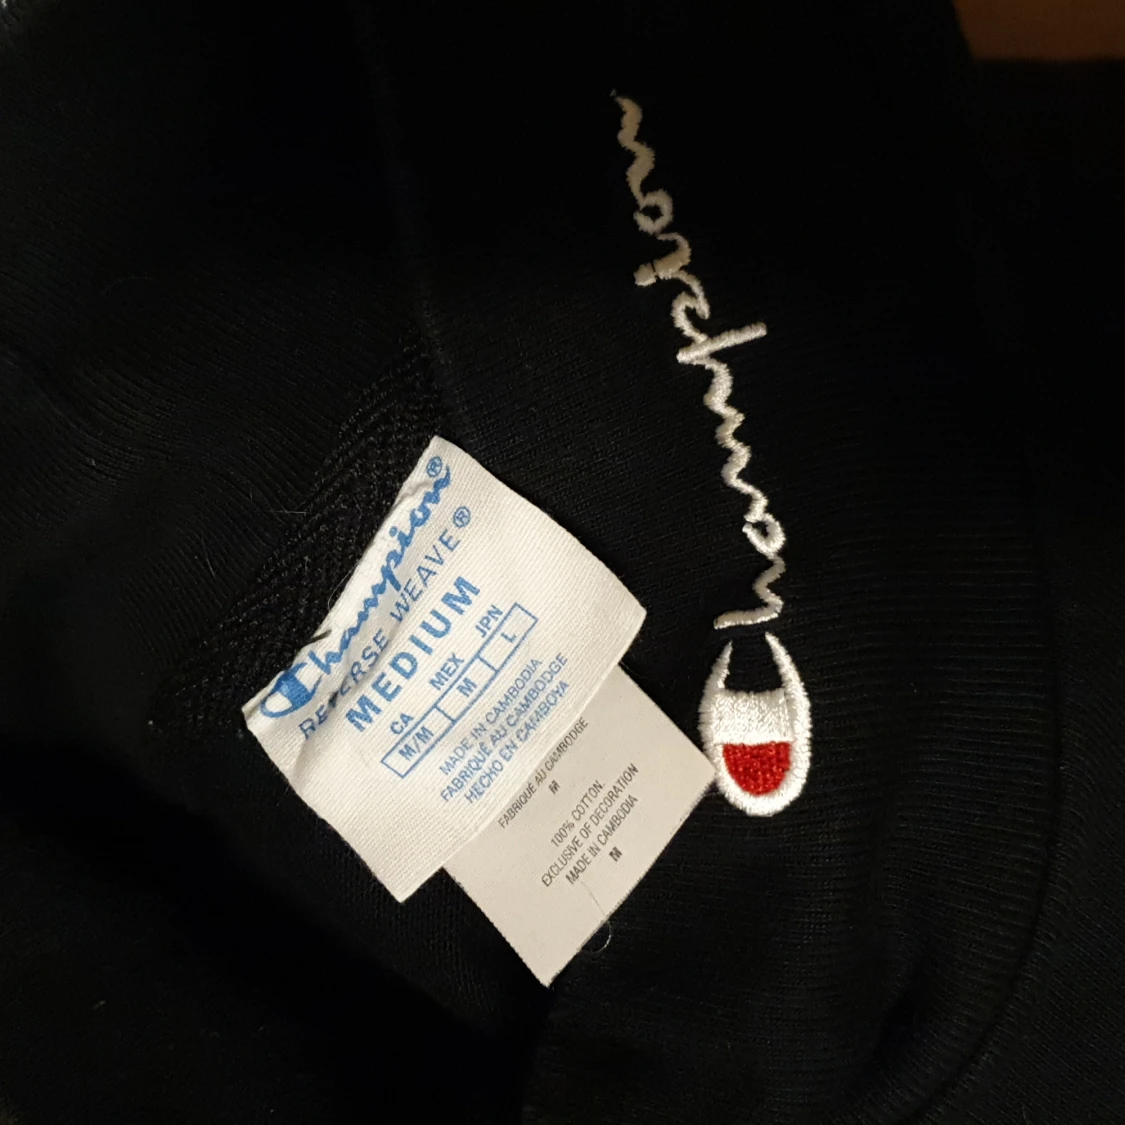 Champion
Champion®
REVERSE WEAVE®
MEDIUM
CA MEX JPN
M/M M L
MADE IN CAMBODIA
FABRIQUÉ AU CAMBODGE
HECHO EN CAMBOYA
FABRIQUÉ AU CAMBODGE
M
100% COTTON.
EXCLUSIVE OF DECORATION
MADE IN CAMBODIA
M